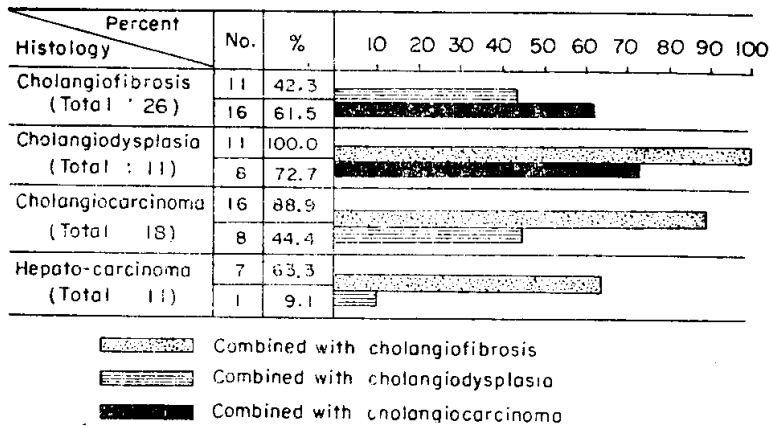 Percent
Histology No. % 10 20 30 40 50 60 70 80 90 100
Cholangiofibrosis 11 42.3
(Total : 26) 16 61.5
Cholangiodysplasia 11 100.0
(Total : 11) 8 72.7
Cholangiocarcinoma 16 88.9
(Total 18) 8 44.4
Hepato-carcinoma 7 63.3
(Total 11) 1 9.1
Combined with cholangiofibrosis
Combined with cholangiodysplasia
Combined with cholangiocarcinoma